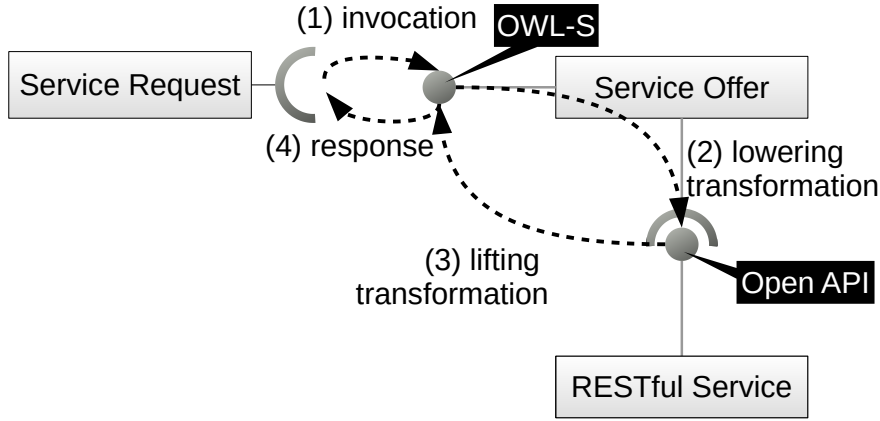 (1) invocation
OWL-S
Service Request
Service Offer
(4) response
(2) lowering
transformation
(3) lifting
transformation
Open API
RESTful Service